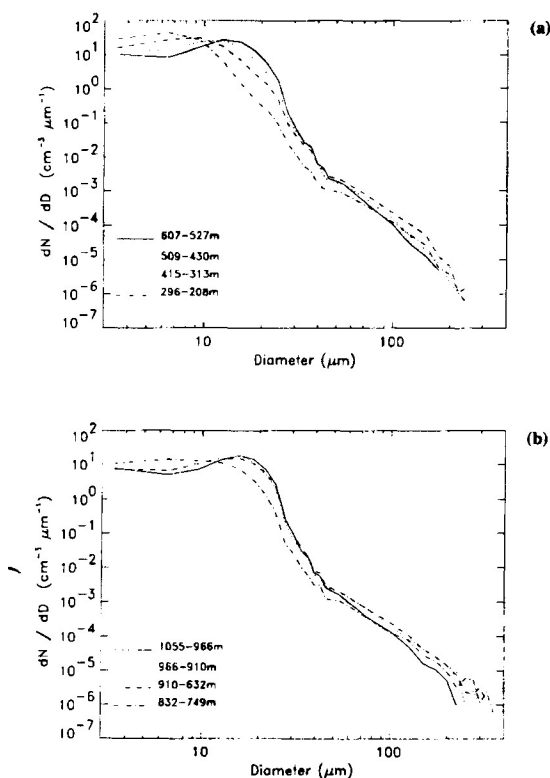 (a)
10^2
10^1
10^0
10^-1
10^-2
10^-3
10^-4
10^-5
10^-6
10^-7
dN / dD (cm^-3 μm^-1)
607-527m
509-430m
415-313m
296-208m
10
100
Diameter (μm)
(b)
10^2
10^1
10^0
10^-1
10^-2
10^-3
10^-4
10^-5
10^-6
10^-7
dN / dD (cm^-3 μm^-1)
1055-966m
966-910m
910-632m
832-749m
10
100
Diameter (μm)